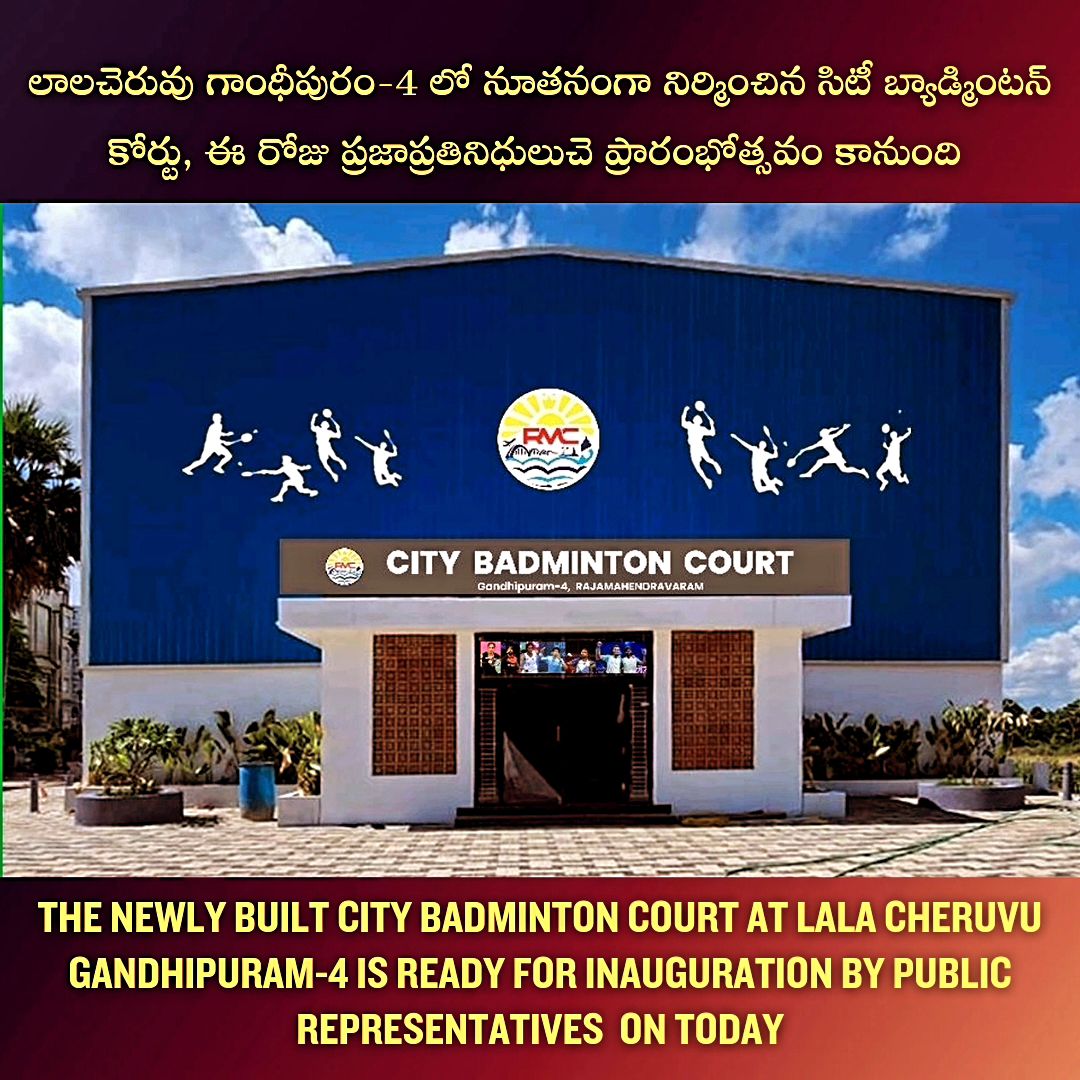 లాలచెరువు గాంధీపురం-4 లో నూతనంగా నిర్మించిన సిటీ బ్యాడ్మింటన్
కోర్టు, ఈ రోజు ప్రజాప్రతినిధులుచె ప్రారంభోత్సవం కానుంది
RMC
RMC
CITY BADMINTON COURT
Gandhipuram-4, RAJAMAHENDRAVARAM
THE NEWLY BUILT CITY BADMINTON COURT AT LALA CHERUVU
GANDHIPURAM-4 IS READY FOR INAUGURATION BY PUBLIC
REPRESENTATIVES ON TODAY